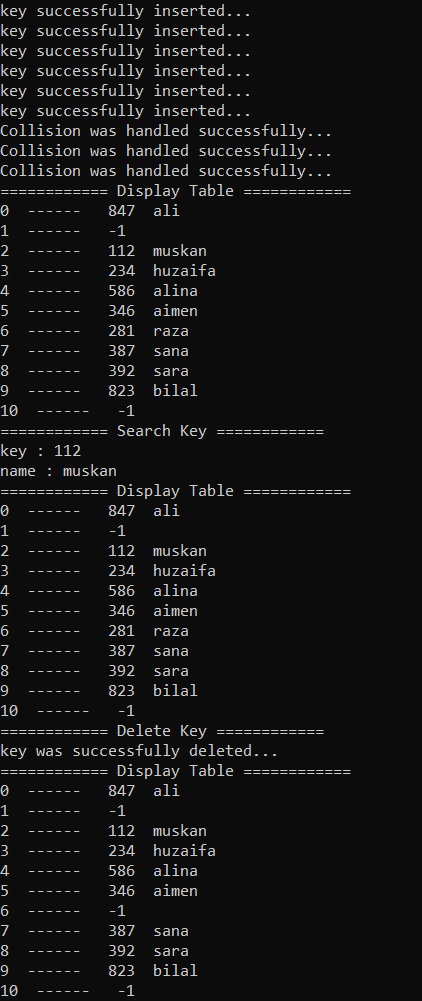 key successfully inserted...
key successfully inserted...
key successfully inserted...
key successfully inserted...
key successfully inserted...
key successfully inserted...
Collision was handled successfully...
Collision was handled successfully...
Collision was handled successfully...
============ Display Table ============
0  ------   847  ali
1  ------   -1
2  ------   112  muskan
3  ------   234  huzaifa
4  ------   586  alina
5  ------   346  aimen
6  ------   281  raza
7  ------   387  sana
8  ------   392  sara
9  ------   823  bilal
10  ------   -1
============ Search Key ============
key : 112
name : muskan
============ Display Table ============
0  ------   847  ali
1  ------   -1
2  ------   112  muskan
3  ------   234  huzaifa
4  ------   586  alina
5  ------   346  aimen
6  ------   281  raza
7  ------   387  sana
8  ------   392  sara
9  ------   823  bilal
10  ------   -1
============ Delete Key ============
key was successfully deleted...
============ Display Table ============
0  ------   847  ali
1  ------   -1
2  ------   112  muskan
3  ------   234  huzaifa
4  ------   586  alina
5  ------   346  aimen
6  ------   -1
7  ------   387  sana
8  ------   392  sara
9  ------   823  bilal
10  ------   -1